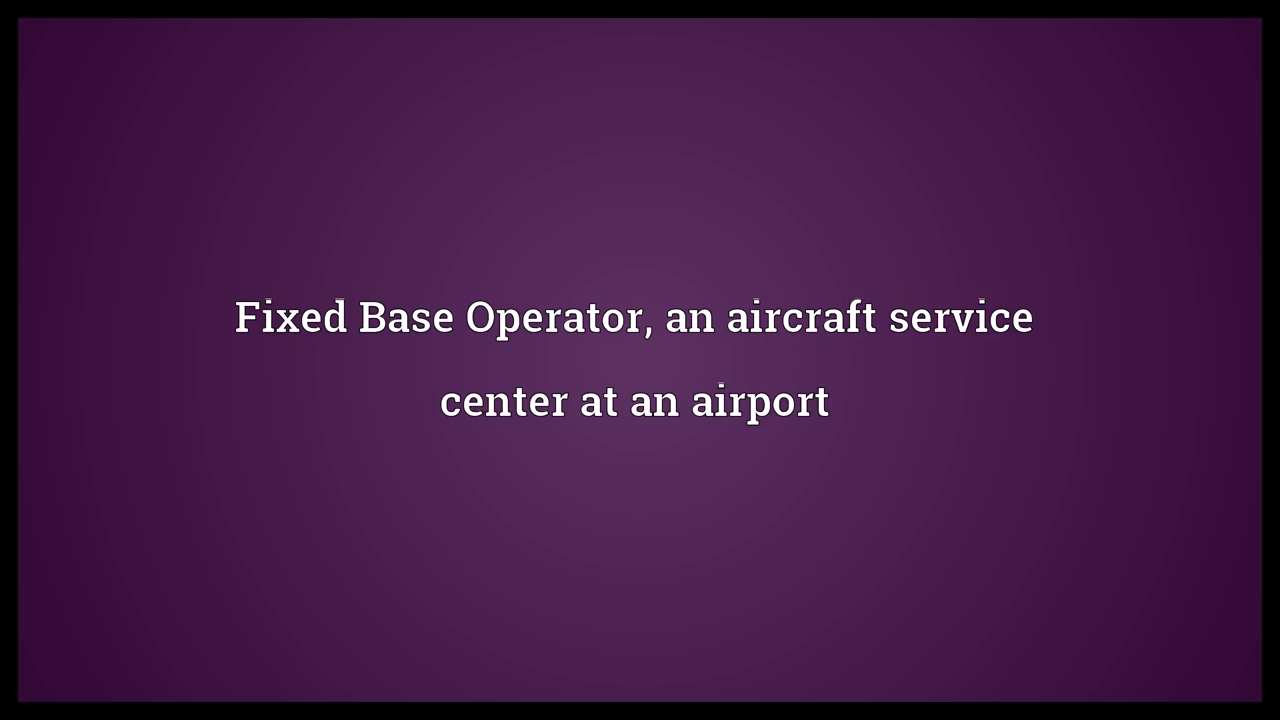 Fixed Base Operator, an aircraft service
center at an airport